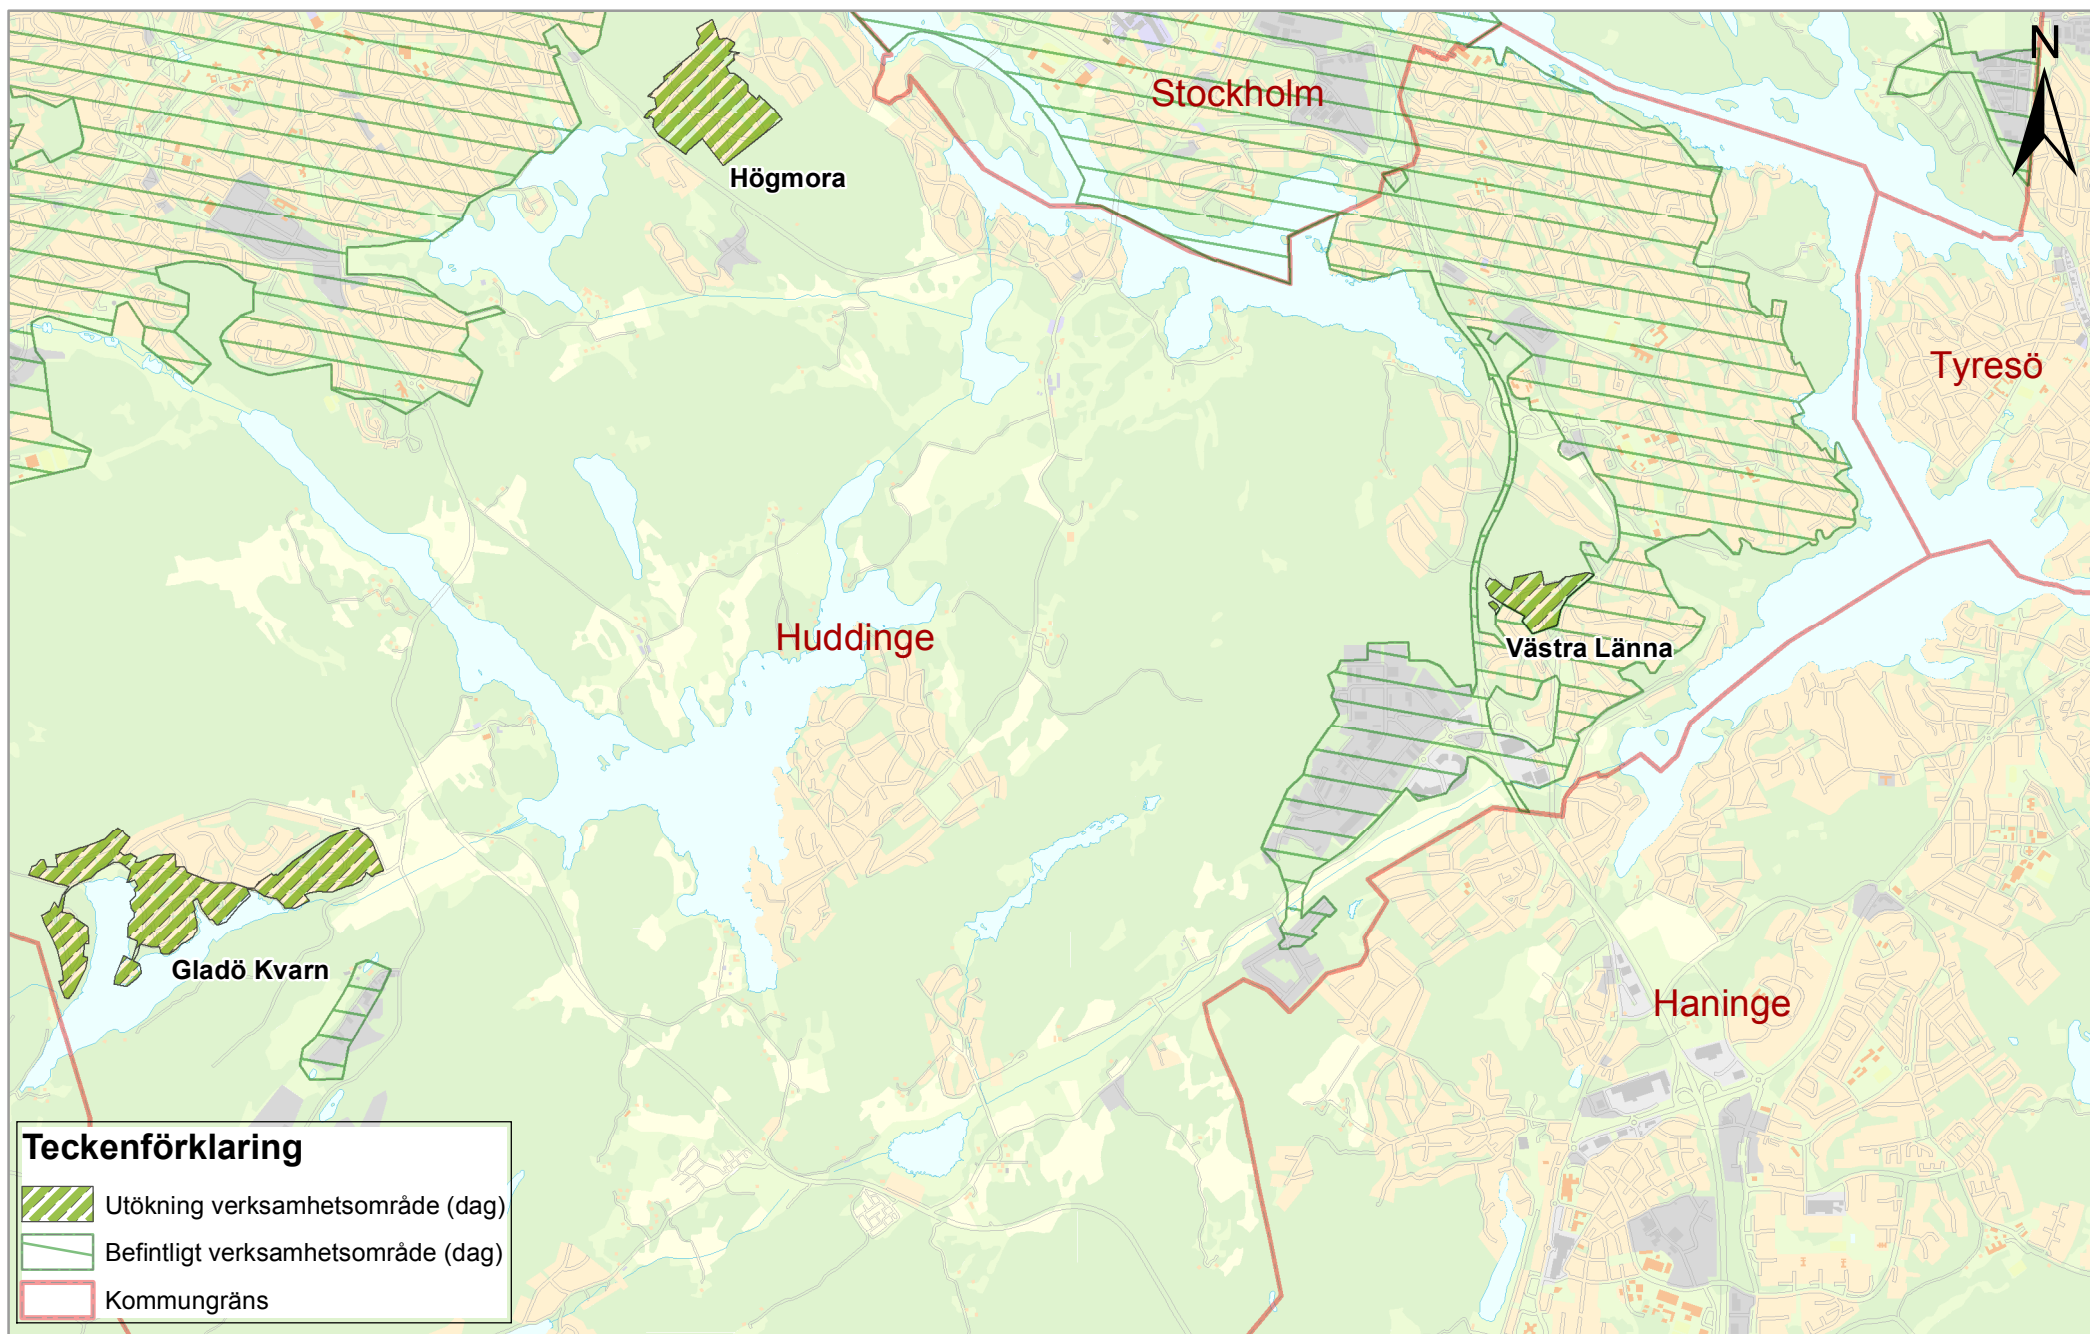 N
Stockholm
Högmora
Tyresö
Huddinge
Västra Länna
Gladö Kvarn
Haninge
Teckenförklaring
Utökning verksamhetsområde (dag)
Befintligt verksamhetsområde (dag)
Kommungräns